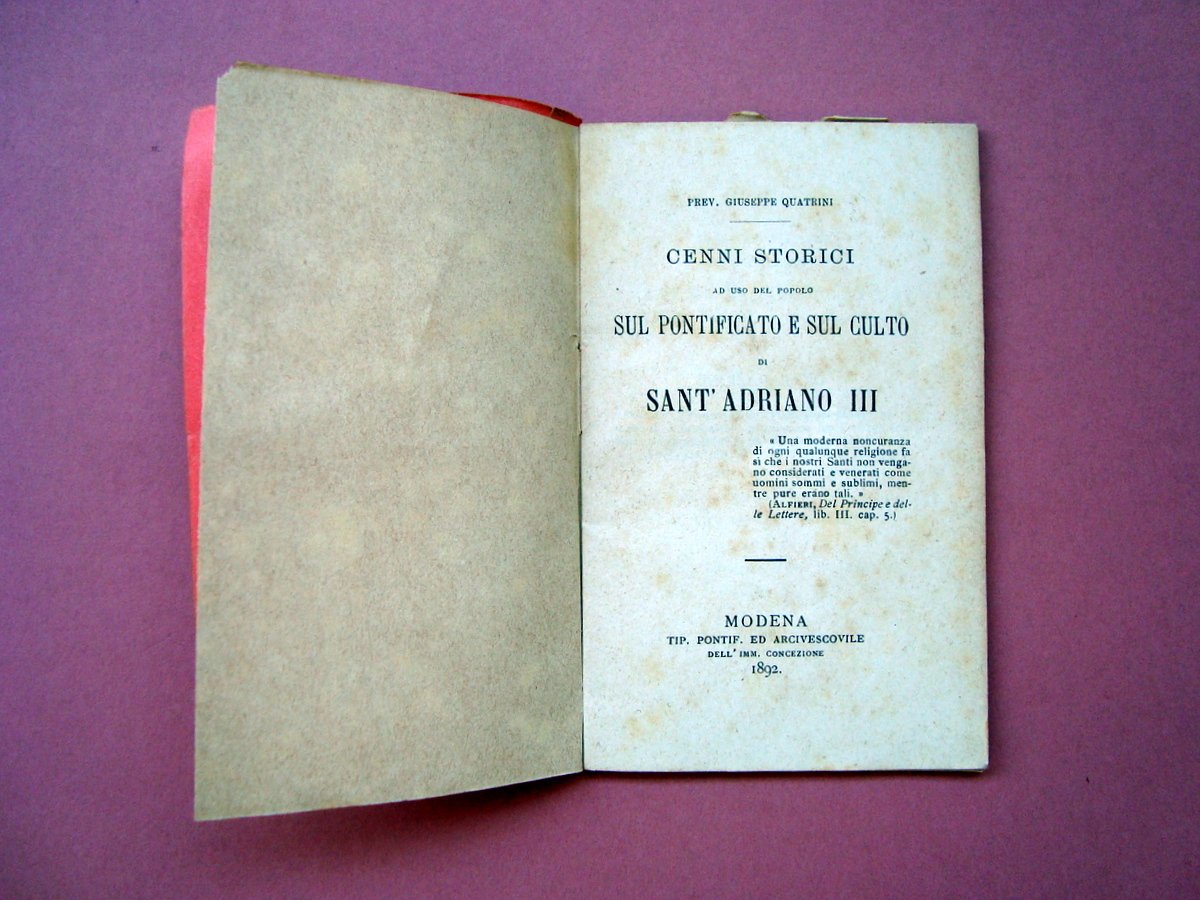 PREV. GIUSEPPE QUATRINI
CENNI STORICI
AD USO DEL POPOLO
SUL PONTIFICATO E SUL CULTO
DI
SANT' ADRIANO III
« Una moderna noncuranza
di ogni qualunque religione fa
sì che i nostri Santi non venga-
no considerati e venerati come
uomini sommi e sublimi, men-
tre pure erano tali. »
(ALFIERI, Del Principe e del-
le Lettere, lib. III. cap. 5.)
MODENA
TIP. PONTIF. ED ARCIVESCOVILE
DELL' IMM. CONCEZIONE
1892.